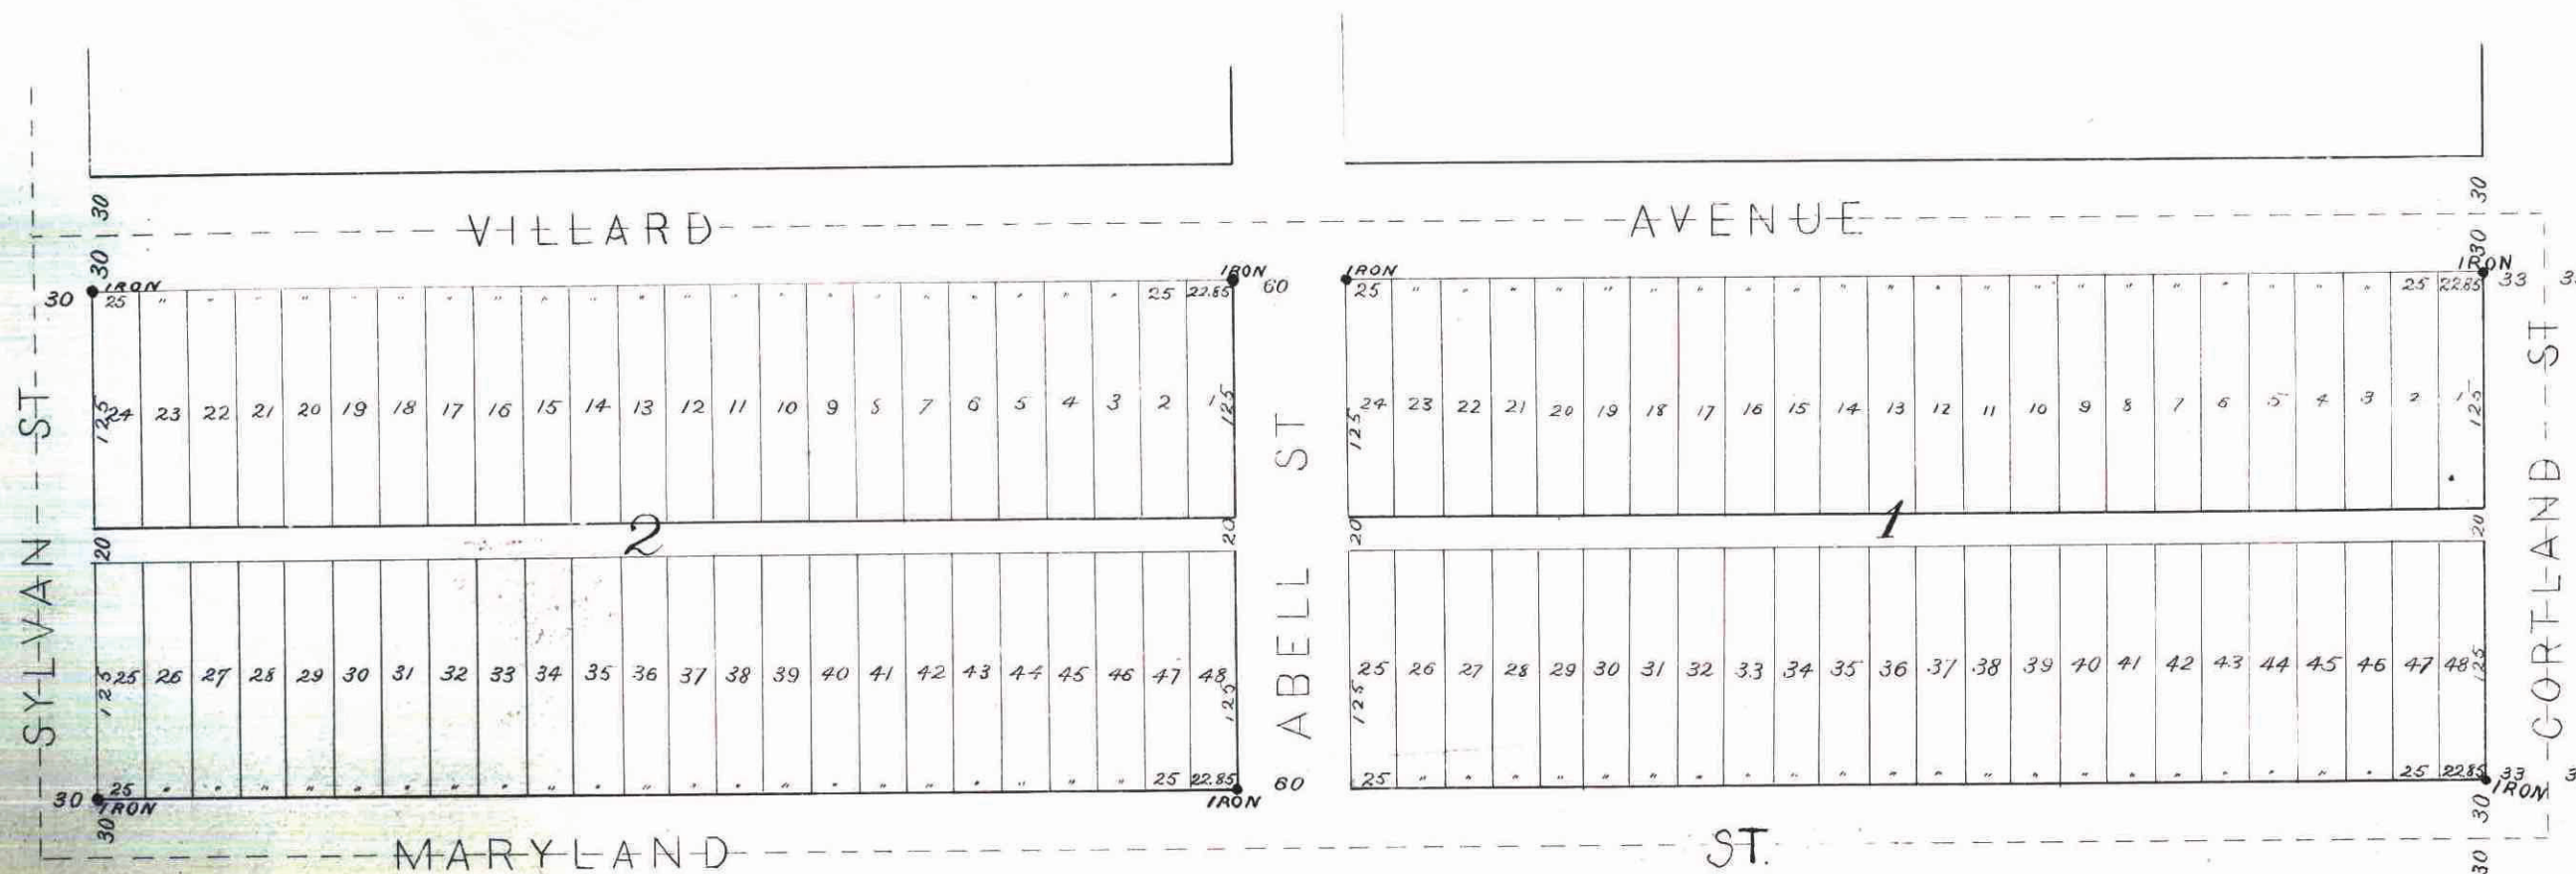 30 30
VILLARD AVENUE
30 30
IRON IRON IRON IRON
30 25 " " " " " " " " " " " " " " " " " " " " " 25 22.85 60 25 " " " " " " " " " " " " " " " " " " " " " 25 22.85 33
24 23 22 21 20 19 18 17 16 15 14 13 12 11 10 9 8 7 6 5 4 3 2 1
125 125
24 23 22 21 20 19 18 17 16 15 14 13 12 11 10 9 8 7 6 5 4 3 2 1
125 125
SYLVAN ST
ABELL ST
CORTLAND ST
20 2 20 20 1 20
25 26 27 28 29 30 31 32 33 34 35 36 37 38 39 40 41 42 43 44 45 46 47 48
125 125
25 26 27 28 29 30 31 32 33 34 35 36 37 38 39 40 41 42 43 44 45 46 47 48
125 125
30 25 " " " " " " " " " " " " " " " " " " " " " 25 22.85 60 25 " " " " " " " " " " " " " " " " " " " " " 25 22.85 33
IRON IRON IRON
30 30
MARYLAND ST.
30